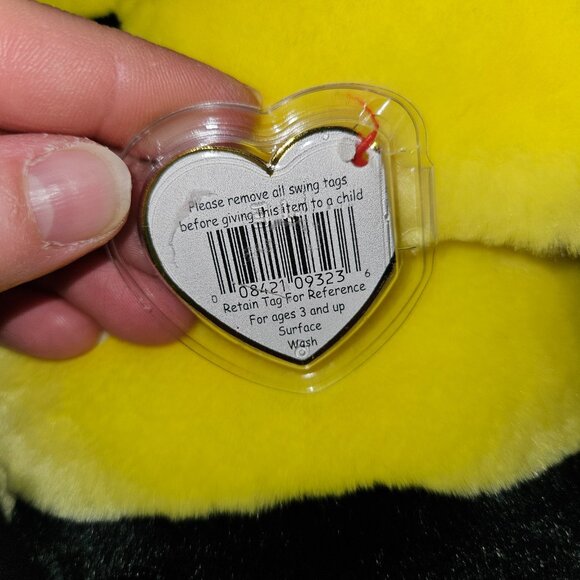 Please remove all swing tags
before giving this item to a child
0 08421 09323 6
Retain Tag For Reference
For ages 3 and up
Surface
Wash